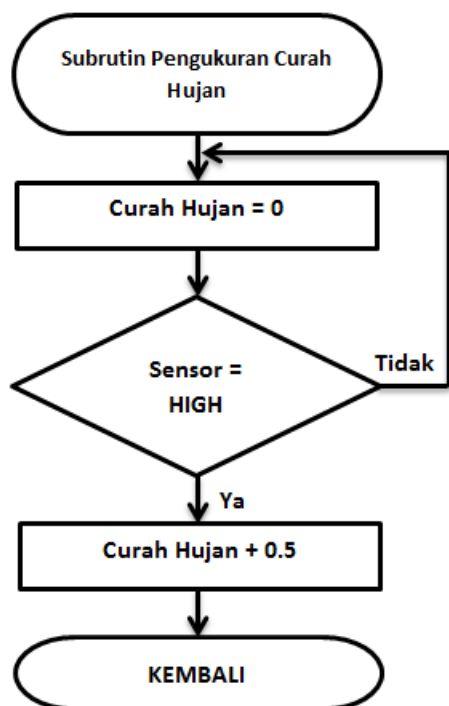 Subrutin Pengukuran Curah
Hujan
Curah Hujan = 0
Sensor =
HIGH
Tidak
Ya
Curah Hujan + 0.5
KEMBALI